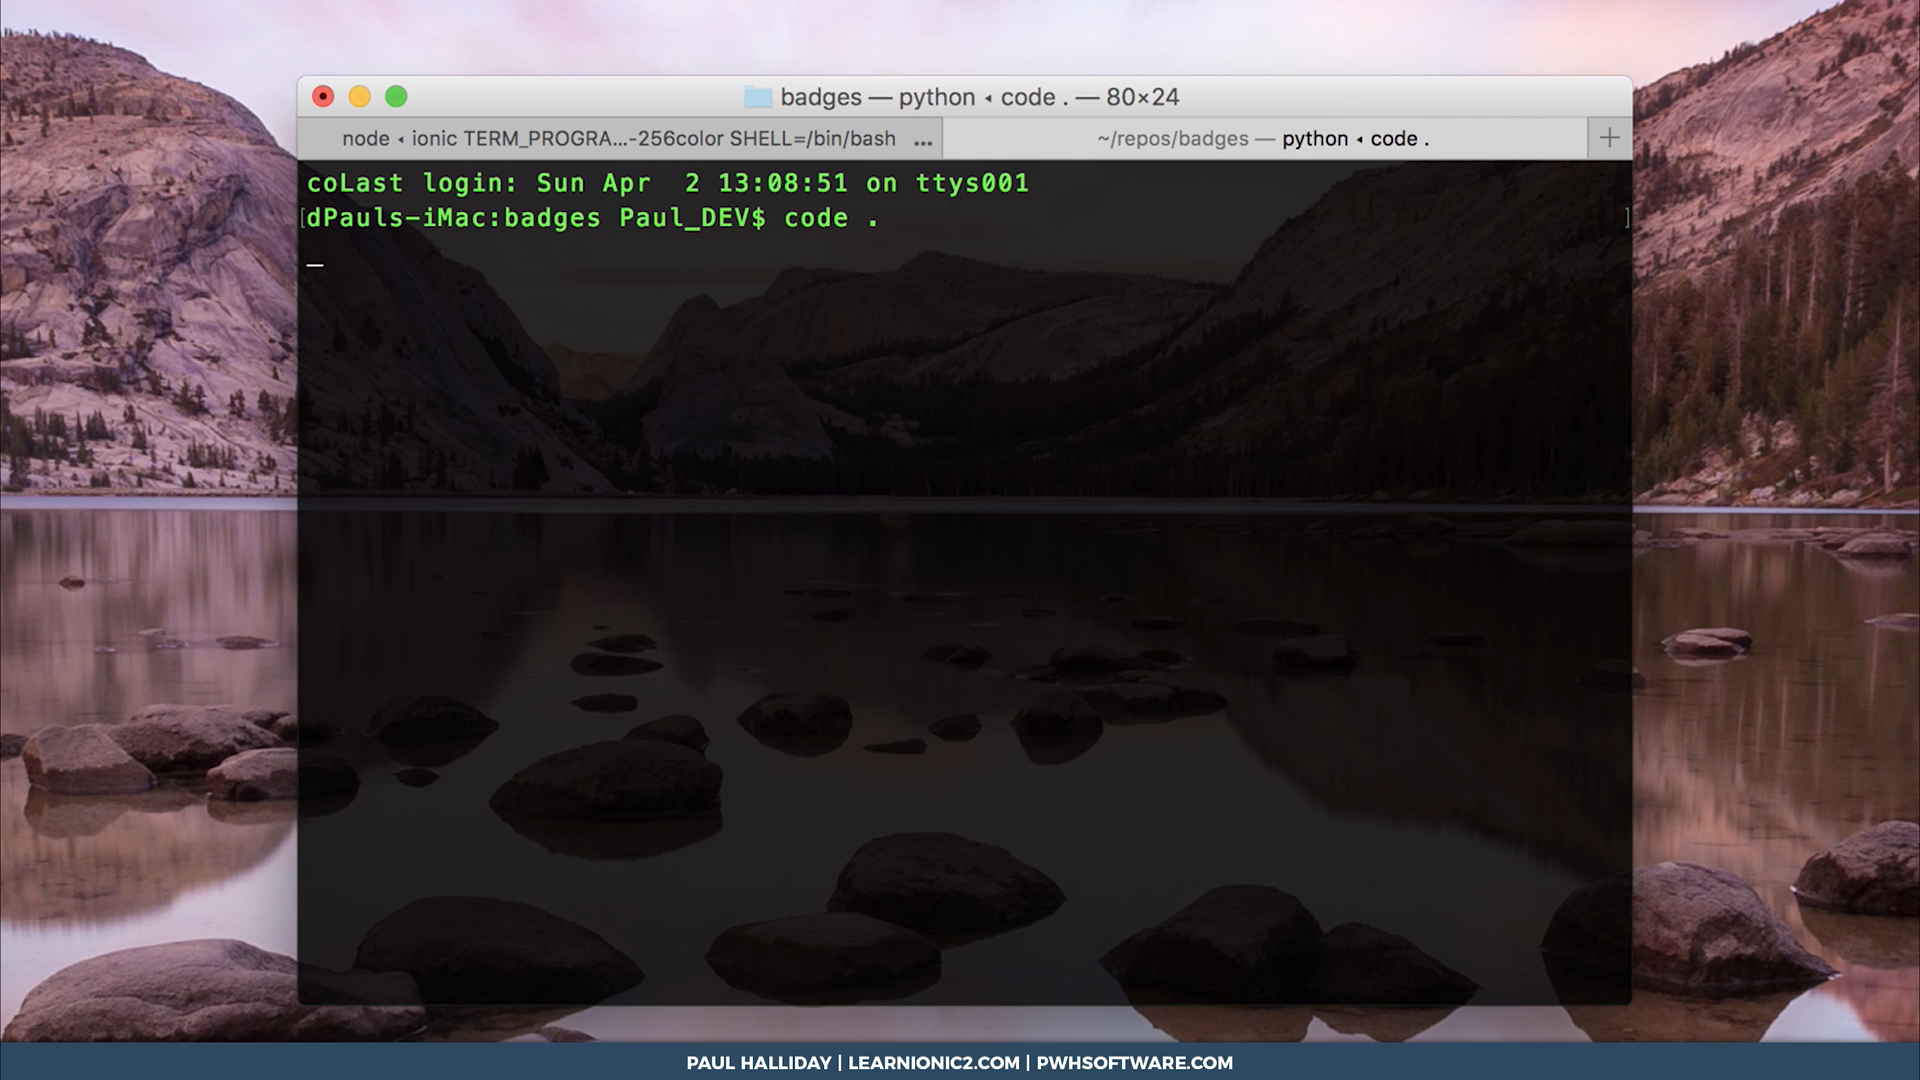 badges — python ◂ code . — 80×24
node ◂ ionic TERM_PROGRA...-256color SHELL=/bin/bash ...
~/repos/badges — python ◂ code .
coLast login: Sun Apr  2 13:08:51 on ttys001
[dPauls-iMac:badges Paul_DEV$ code . ]
PAUL HALLIDAY | LEARNIONIC2.COM | PWHSOFTWARE.COM